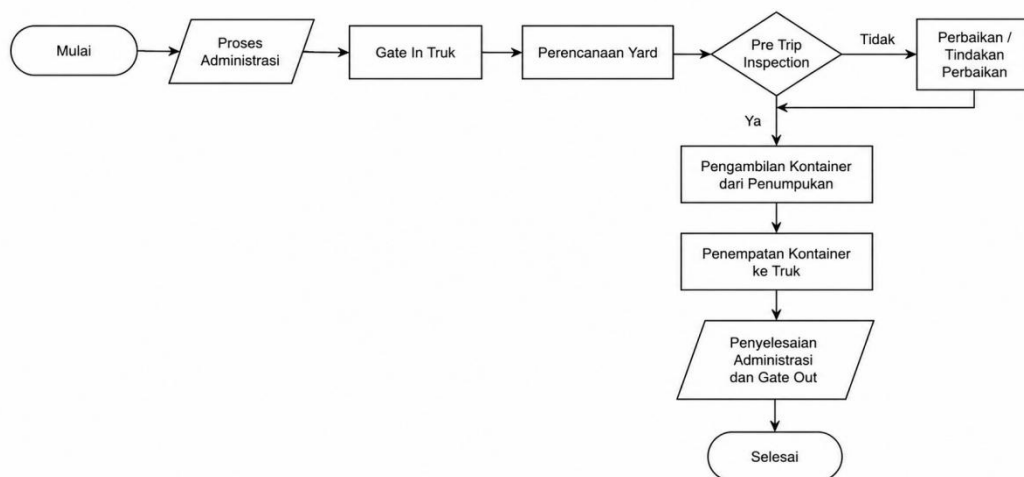 Mulai
Proses
Administrasi
Gate In Truk
Perencanaan Yard
Pre Trip
Inspection
Tidak
Perbaikan /
Tindakan
Perbaikan
Ya
Pengambilan Kontainer
dari Penumpukan
Penempatan Kontainer
ke Truk
Penyelesaian
Administrasi
dan Gate Out
Selesai